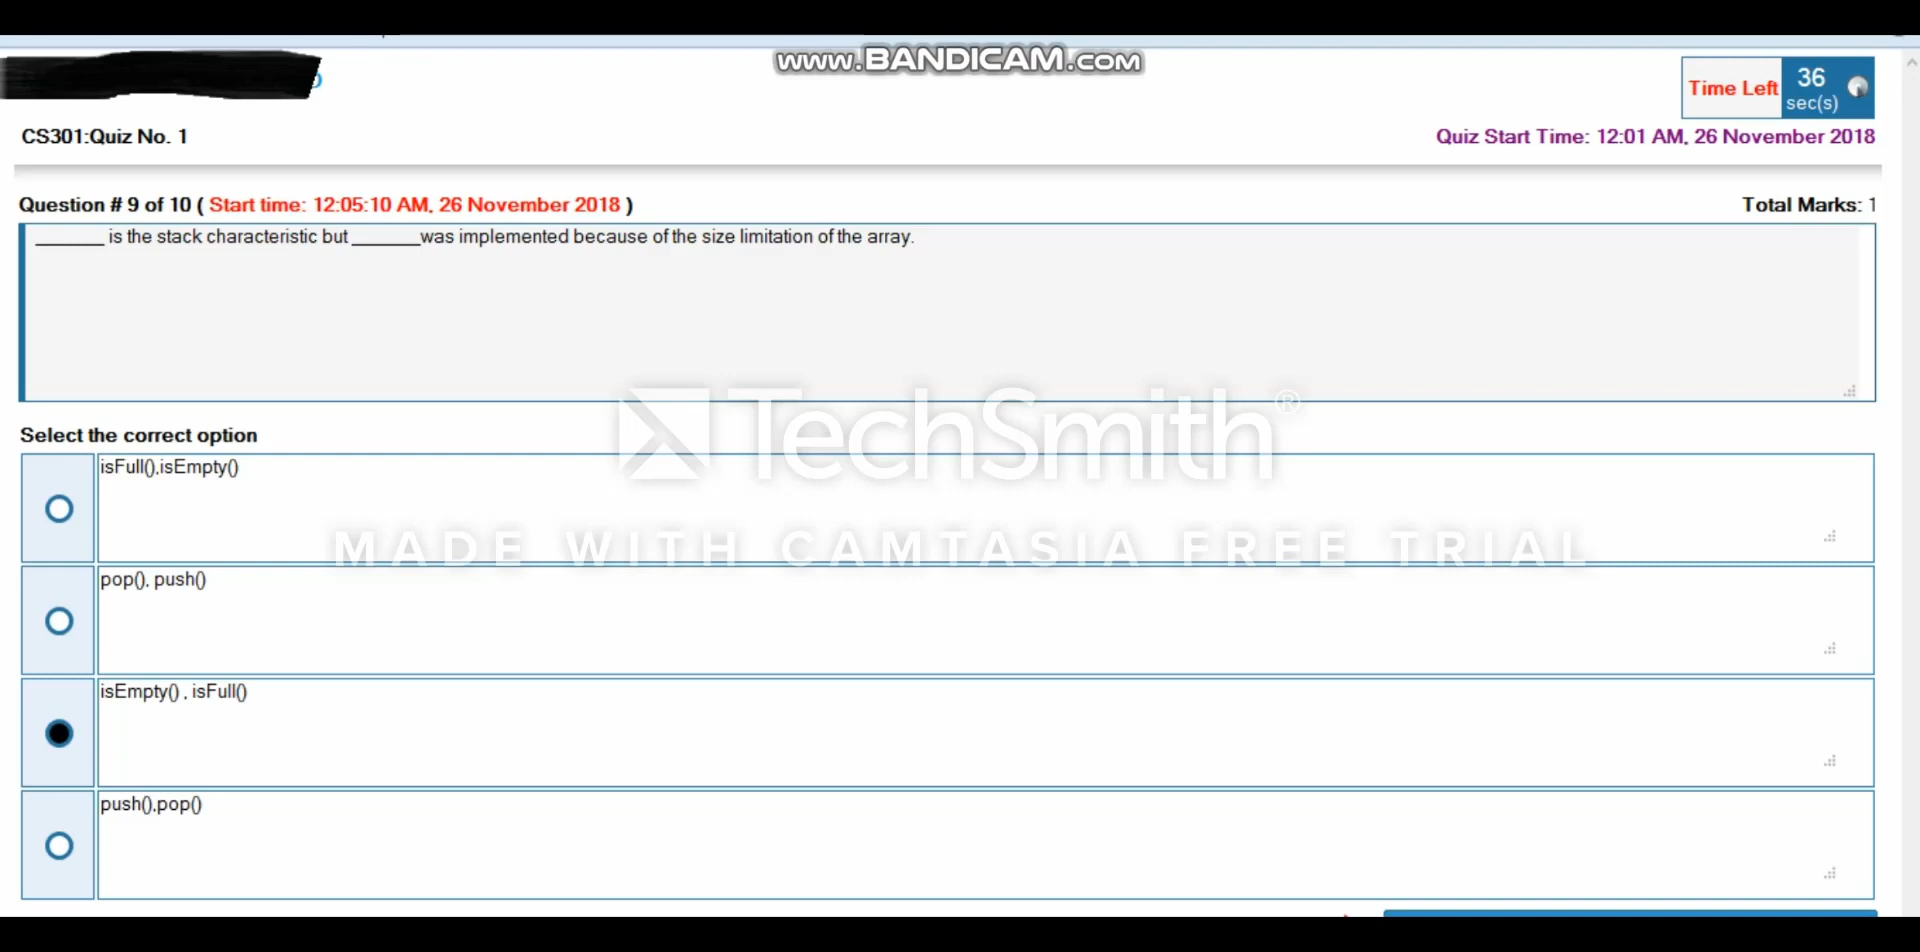 www.BANDICAM.com
Time Left 36 sec(s)
CS301:Quiz No. 1
Quiz Start Time: 12:01 AM, 26 November 2018
Question # 9 of 10 ( Start time: 12:05:10 AM, 26 November 2018 )
Total Marks: 1
_______ is the stack characteristic but _______was implemented because of the size limitation of the array.
TechSmith®
Select the correct option
isFull(),isEmpty()
MADE WITH CAMTASIA FREE TRIAL
pop(), push()
isEmpty() , isFull()
push(),pop()